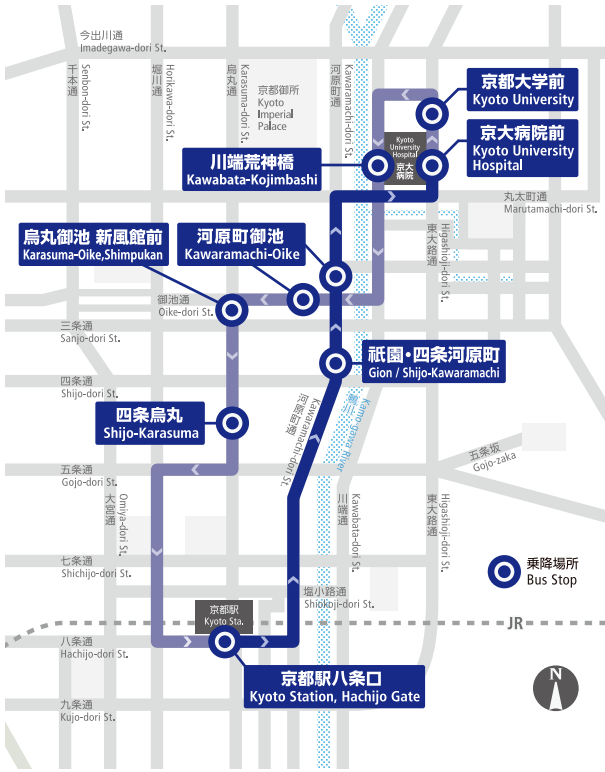 今出川通
Imadegawa-dori St.
千本通
Senbon-dori St.
堀川通
Horikawa-dori St.
烏丸通
Karasuma-dori St.
河原町通
Kawaramachi-dori St.
京都御所
Kyoto
Imperial
Palace
京都大学前
Kyoto University
京大病院前
Kyoto University
Hospital
Kyoto
University
Hospital
京大
病院
川端荒神橋
Kawabata-Kojimbashi
丸太町通
Marutamachi-dori St.
烏丸御池 新風館前
Karasuma-Oike,Shimpukan
河原町御池
Kawaramachi-Oike
東大路通
Higashioji-dori St.
御池通
Oike-dori St.
三条通
Sanjo-dori St.
祇園・四条河原町
Gion / Shijo-Kawaramachi
四条通
Shijo-dori St.
四条烏丸
Shijo-Karasuma
河原町通
Kawaramachi-dori St.
鴨川
Kamo-gawa River
五条坂
Gojo-zaka
五条通
Gojo-dori St.
大宮通
Omiya-dori St.
川端通
Kawabata-dori St.
東大路通
Higashioji-dori St.
七条通
Shichijo-dori St.
乗降場所
Bus Stop
塩小路通
Shiokoji-dori St.
京都駅
Kyoto Sta.
JR
八条通
Hachijo-dori St.
京都駅八条口
Kyoto Station, Hachijo Gate
N
九条通
Kujo-dori St.